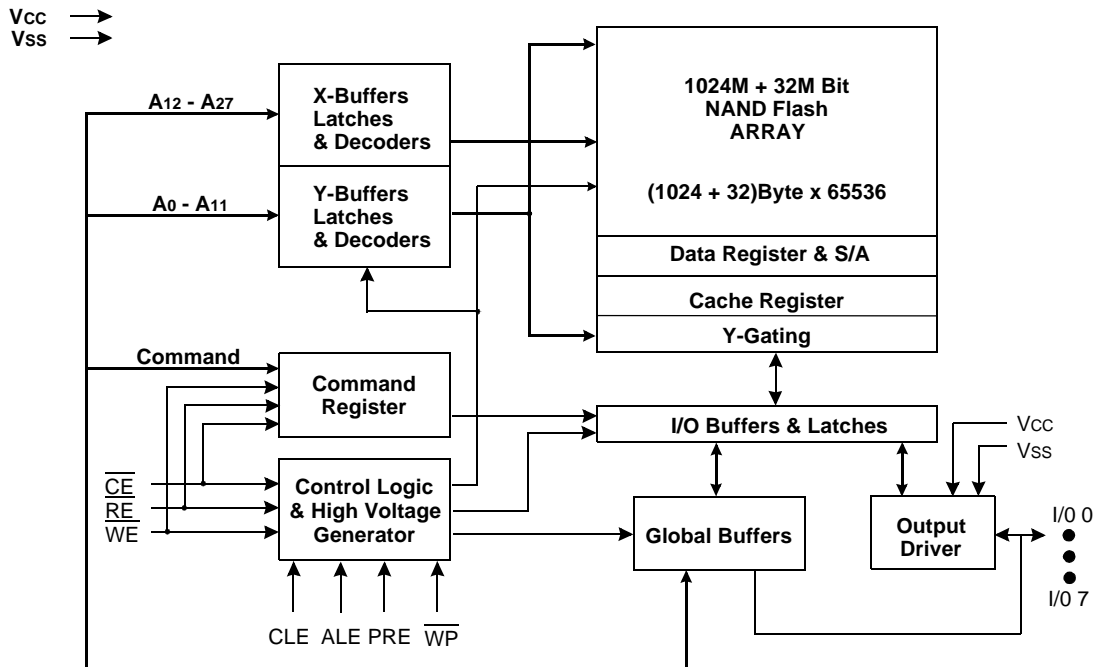 VCC
VSS
A12 - A27
X-Buffers
Latches
& Decoders
A0 - A11
Y-Buffers
Latches
& Decoders
1024M + 32M Bit
NAND Flash
ARRAY
(1024 + 32)Byte x 65536
Data Register & S/A
Cache Register
Y-Gating
Command
Command
Register
I/O Buffers & Latches
VCC
VSS
CE
RE
WE
Control Logic
& High Voltage
Generator
Global Buffers
Output
Driver
I/0 0
I/0 7
CLE
ALE
PRE
WP